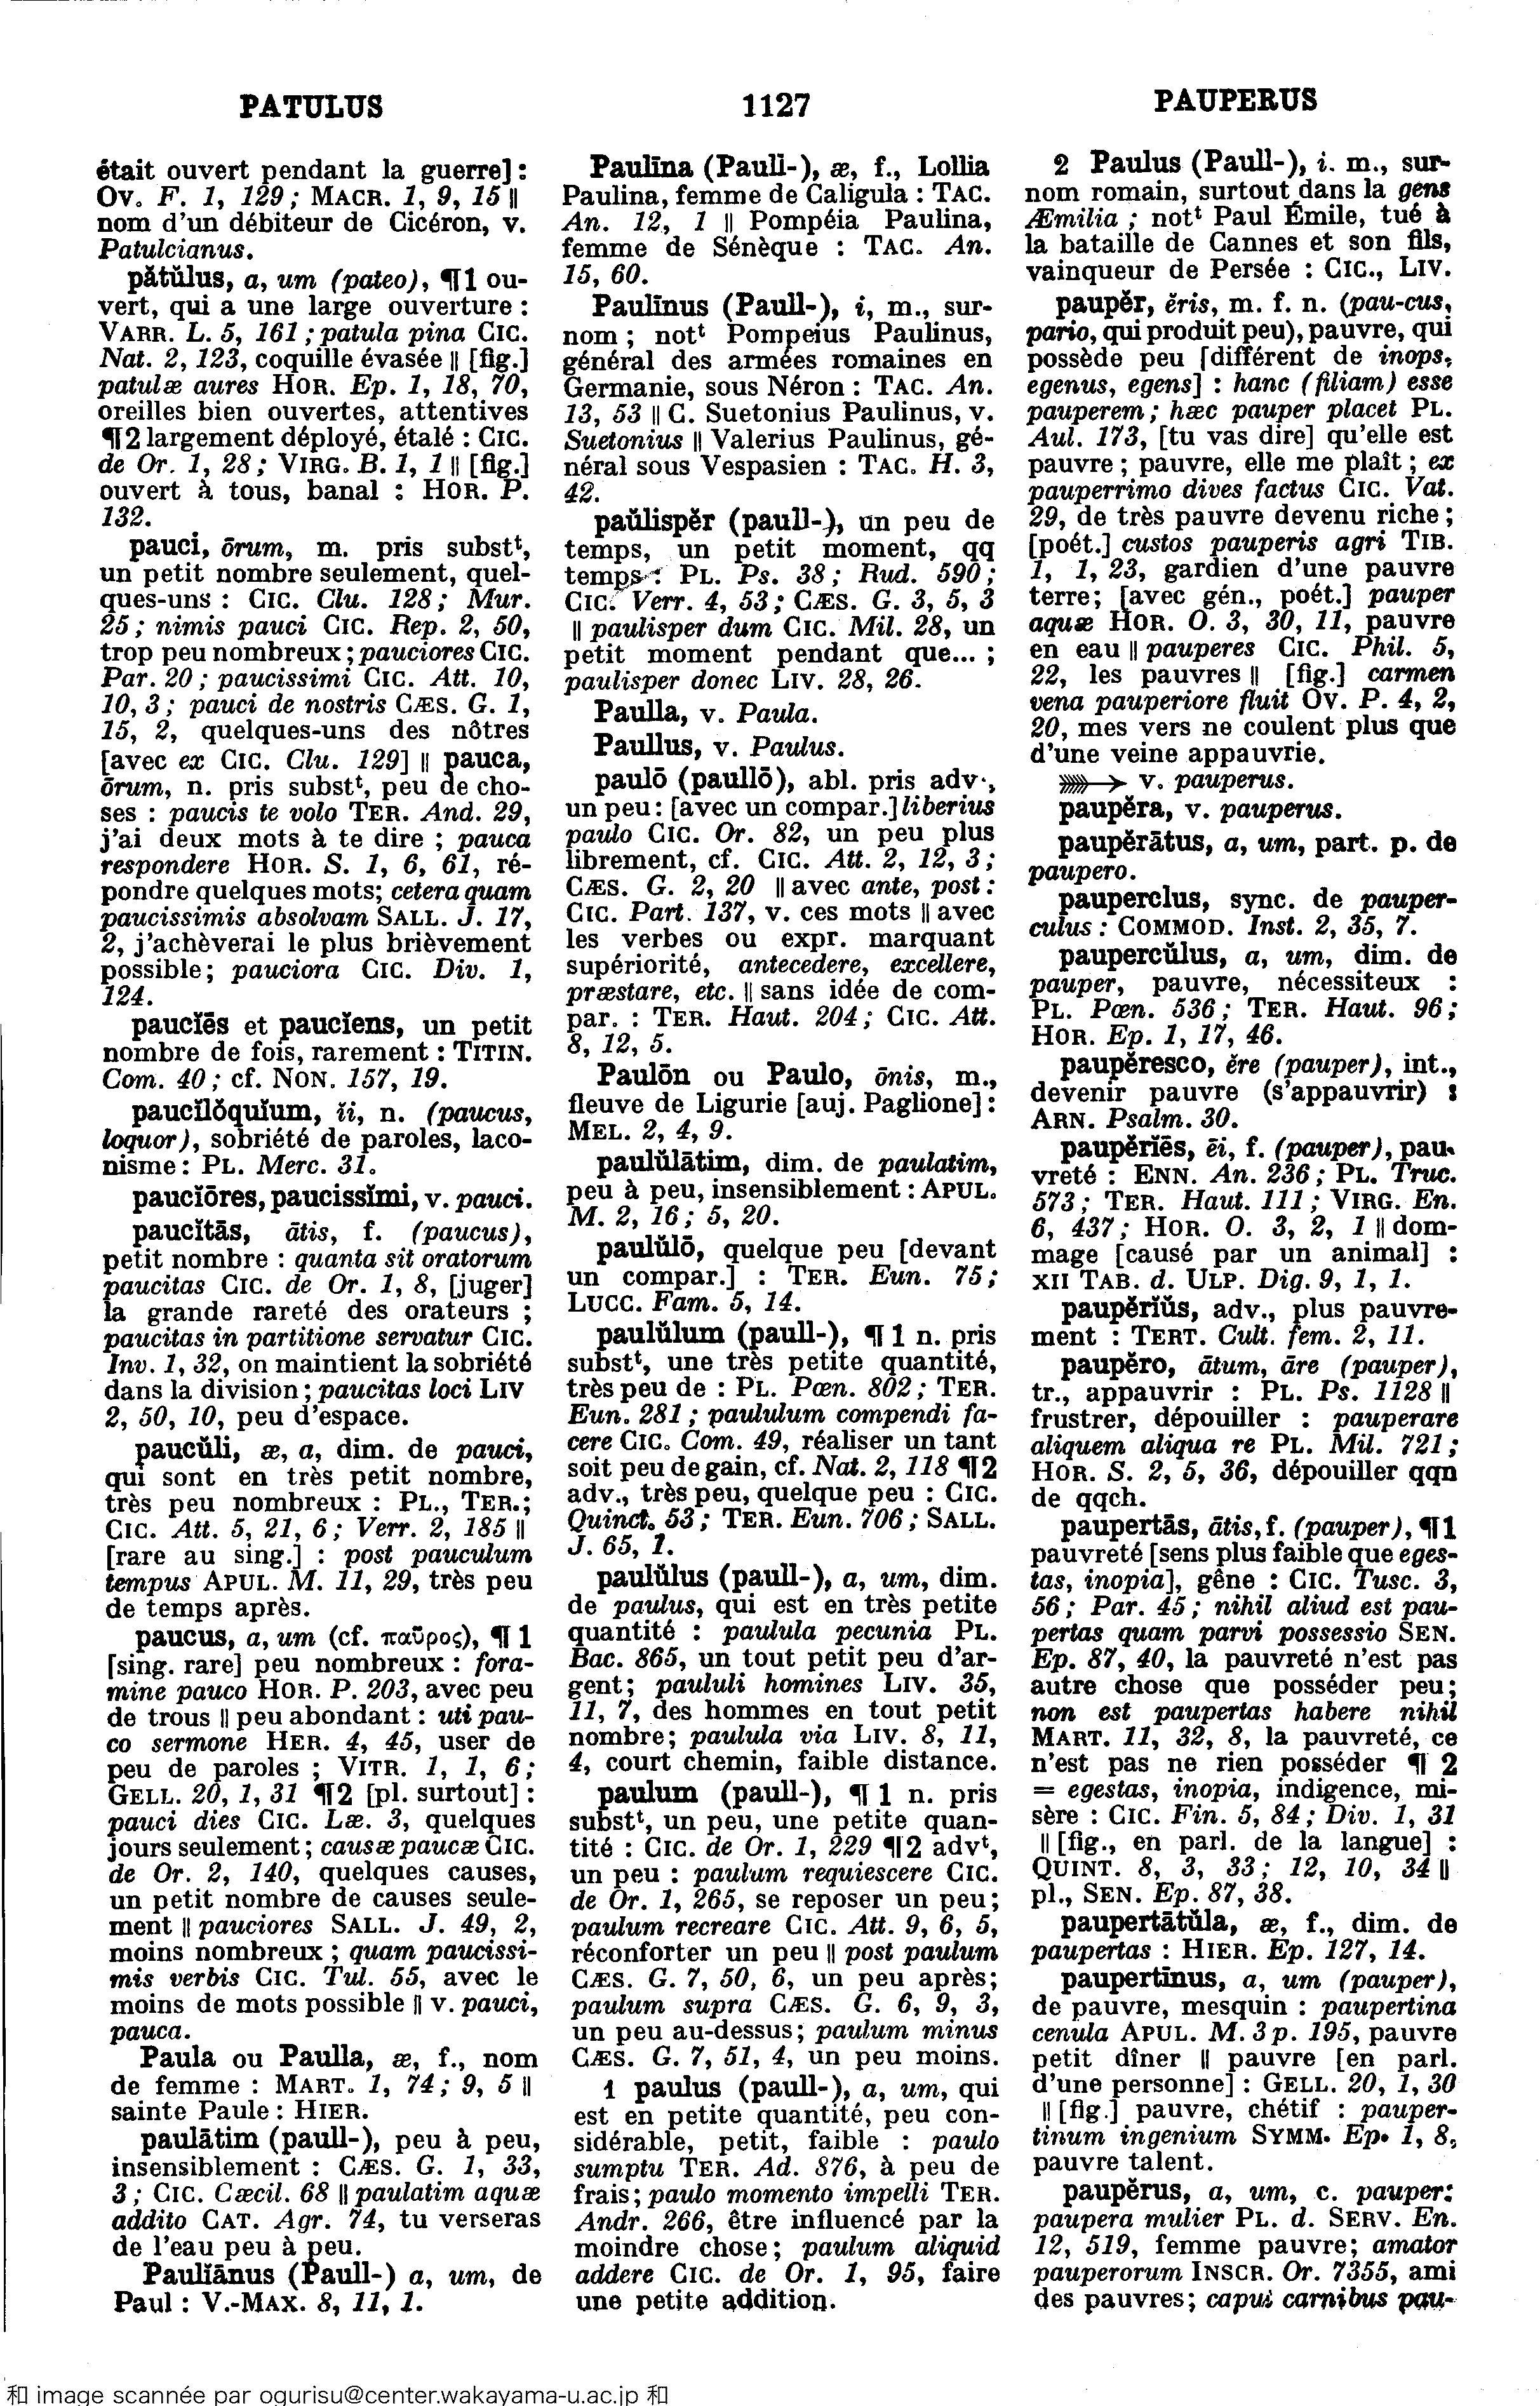 PATULUS
1127
PAUPERUS
était ouvert pendant la guerre] :
Ov. F. 1, 129 ; MACR. 1, 9, 15 ||
nom d'un débiteur de Cicéron, v.
Patulcianus.
pătŭlus, a, um (pateo), ¶1 ou-
vert, qui a une large ouverture :
VARR. L. 5, 161 ; patula pina CIC.
Nat. 2, 123, coquille évasée || [fig.]
patulæ aures HOR. Ep. 1, 18, 70,
oreilles bien ouvertes, attentives
¶2 largement déployé, étalé : CIC.
de Or. 1, 28 ; VIRG. B. 1, 1 || [fig.]
ouvert à tous, banal : HOR. P.
132.
pauci, ōrum, m. pris substᵗ,
un petit nombre seulement, quel-
ques-uns : CIC. Clu. 128 ; Mur.
25 ; nimis pauci CIC. Rep. 2, 50,
trop peu nombreux ; pauciores CIC.
Par. 20 ; paucissimi CIC. Att. 10,
10, 3 ; pauci de nostris CÆS. G. 1,
15, 2, quelques-uns des nôtres
[avec ex CIC. Clu. 129] || pauca,
ōrum, n. pris substᵗ, peu de cho-
ses : paucis te volo TER. And. 29,
j'ai deux mots à te dire ; pauca
respondere HOR. S. 1, 6, 61, ré-
pondre quelques mots; cetera quam
paucissimis absolvam SALL. J. 17,
2, j'achèverai le plus brièvement
possible; pauciora CIC. Div. 1,
124.
paucĭēs et paucĭens, un petit
nombre de fois, rarement : TITIN.
Com. 40 ; cf. NON. 157, 19.
paucĭlŏquĭum, ĭi, n. (paucus,
loquor), sobriété de paroles, laco-
nisme : PL. Merc. 31.
paucĭōres, paucissĭmi, v. pauci.
paucĭtās, ātis, f. (paucus),
petit nombre : quanta sit oratorum
paucitas CIC. de Or. 1, 8, [juger]
la grande rareté des orateurs ;
paucitas in partitione servatur CIC.
Inv. 1, 32, on maintient la sobriété
dans la division ; paucitas loci LIV
2, 50, 10, peu d'espace.
paucŭli, æ, a, dim. de pauci,
qui sont en très petit nombre,
très peu nombreux : PL., TER.;
CIC. Att. 5, 21, 6 ; Verr. 2, 185 ||
[rare au sing.] : post pauculum
tempus APUL. M. 11, 29, très peu
de temps après.
paucus, a, um (cf. παῦρος), ¶ 1
[sing. rare] peu nombreux : fora-
mine pauco HOR. P. 203, avec peu
de trous || peu abondant : uti pau-
co sermone HER. 4, 45, user de
peu de paroles ; VITR. 1, 1, 6 ;
GELL. 20, 1, 31 ¶2 [pl. surtout] :
pauci dies CIC. Læ. 3, quelques
jours seulement ; causæ paucæ CIC.
de Or. 2, 140, quelques causes,
un petit nombre de causes seule-
ment || pauciores SALL. J. 49, 2,
moins nombreux ; quam paucissi-
mis verbis CIC. Tul. 55, avec le
moins de mots possible || v. pauci,
pauca.
Paula ou Paulla, æ, f., nom
de femme : MART. 1, 74 ; 9, 5 ||
sainte Paule : HIER.
paulātim (paull-), peu à peu,
insensiblement : CÆS. G. 1, 33,
3 ; CIC. Cæcil. 68 || paulatim aquæ
addito CAT. Agr. 74, tu verseras
de l'eau peu à peu.
Paulĭānus (Paull-) a, um, de
Paul : V.-MAX. 8, 11, 1.
Paulīna (Paull-), æ, f., Lollia
Paulina, femme de Caligula : TAC.
An. 12, 1 || Pompéia Paulina,
femme de Sénèque : TAC. An.
15, 60.
Paulīnus (Paull-), i, m., sur-
nom ; notᵗ Pompeius Paulinus,
général des armées romaines en
Germanie, sous Néron : TAC. An.
13, 53 || C. Suetonius Paulinus, v.
Suetonius || Valerius Paulinus, gé-
néral sous Vespasien : TAC. H. 3,
42.
paŭlispĕr (paull-), un peu de
temps, un petit moment, qq
temps : PL. Ps. 38 ; Rud. 590 ;
CIC. Verr. 4, 53 ; CÆS. G. 3, 5, 3
|| paulisper dum CIC. Mil. 28, un
petit moment pendant que... ;
paulisper donec LIV. 28, 26.
Paulla, v. Paula.
Paullus, v. Paulus.
paulō (paullō), abl. pris adv.,
un peu : [avec un compar.] liberius
paulo CIC. Or. 82, un peu plus
librement, cf. CIC. Att. 2, 12, 3 ;
CÆS. G. 2, 20 || avec ante, post :
CIC. Part. 137, v. ces mots || avec
les verbes ou expr. marquant
supériorité, antecedere, excellere,
præstare, etc. || sans idée de com-
par. : TER. Haut. 204 ; CIC. Att.
8, 12, 5.
Paulōn ou Paulo, ōnis, m.,
fleuve de Ligurie [auj. Paglione] :
MEL. 2, 4, 9.
paulŭlātim, dim. de paulatim,
peu à peu, insensiblement : APUL.
M. 2, 16 ; 5, 20.
paulŭlō, quelque peu [devant
un compar.] : TER. Eun. 75 ;
LUCC. Fam. 5, 14.
paulŭlum (paull-), ¶ 1 n. pris
substᵗ, une très petite quantité,
très peu de : PL. Pœn. 802 ; TER.
Eun. 281 ; paululum compendi fa-
cere CIC. Com. 49, réaliser un tant
soit peu de gain, cf. Nat. 2, 118 ¶2
adv., très peu, quelque peu : CIC.
Quinct. 53 ; TER. Eun. 706 ; SALL.
J. 65, 1.
paulŭlus (paull-), a, um, dim.
de paulus, qui est en très petite
quantité : paulula pecunia PL.
Bac. 865, un tout petit peu d'ar-
gent; paululi homines LIV. 35,
11, 7, des hommes en tout petit
nombre; paulula via LIV. 8, 11,
4, court chemin, faible distance.
paulum (paull-), ¶ 1 n. pris
substᵗ, un peu, une petite quan-
tité : CIC. de Or. 1, 229 ¶2 advᵗ,
un peu : paulum requiescere CIC.
de Or. 1, 265, se reposer un peu;
paulum recreare CIC. Att. 9, 6, 5,
réconforter un peu || post paulum
CÆS. G. 7, 50, 6, un peu après;
paulum supra CÆS. G. 6, 9, 3,
un peu au-dessus; paulum minus
CÆS. G. 7, 51, 4, un peu moins.
1 paulus (paull-), a, um, qui
est en petite quantité, peu con-
sidérable, petit, faible : paulo
sumptu TER. Ad. 876, à peu de
frais ; paulo momento impelli TER.
Andr. 266, être influencé par la
moindre chose; paulum aliquid
addere CIC. de Or. 1, 95, faire
une petite addition.
2 Paulus (Paull-), i. m., sur-
nom romain, surtout dans la gens
Æmilia ; notᵗ Paul Émile, tué à
la bataille de Cannes et son fils,
vainqueur de Persée : CIC., LIV.
paupĕr, ĕris, m. f. n. (pau-cus,
pario, qui produit peu), pauvre, qui
possède peu [différent de inops,
egenus, egens] : hanc (filiam) esse
pauperem ; hæc pauper placet PL.
Aul. 173, [tu vas dire] qu'elle est
pauvre ; pauvre, elle me plaît ; ex
pauperrimo dives factus CIC. Vat.
29, de très pauvre devenu riche ;
[poét.] custos pauperis agri TIB.
1, 1, 23, gardien d'une pauvre
terre; [avec gén., poét.] pauper
aquæ HOR. O. 3, 30, 11, pauvre
en eau || pauperes CIC. Phil. 5,
22, les pauvres || [fig.] carmen
vena pauperiore fluit OV. P. 4, 2,
20, mes vers ne coulent plus que
d'une veine appauvrie.
»»→ v. pauperus.
paupĕra, v. pauperus.
paupĕrātus, a, um, part. p. de
paupero.
pauperclus, sync. de pauper-
culus : COMMOD. Inst. 2, 35, 7.
paupercŭlus, a, um, dim. de
pauper, pauvre, nécessiteux :
PL. Pœn. 536 ; TER. Haut. 96 ;
HOR. Ep. 1, 17, 46.
paupĕresco, ĕre (pauper), int.,
devenir pauvre (s'appauvrir) :
ARN. Psalm. 30.
paupĕrĭēs, ēi, f. (pauper), pau-
vreté : ENN. An. 236 ; PL. Truc.
573 ; TER. Haut. 111 ; VIRG. En.
6, 437 ; HOR. O. 3, 2, 1 || dom-
mage [causé par un animal] :
XII TAB. d. ULP. Dig. 9, 1, 1.
paupĕrĭŭs, adv., plus pauvre-
ment : TERT. Cult. fem. 2, 11.
paupĕro, ātum, āre (pauper),
tr., appauvrir : PL. Ps. 1128 ||
frustrer, dépouiller : pauperare
aliquem aliqua re PL. Mil. 721 ;
HOR. S. 2, 5, 36, dépouiller qqn
de qqch.
paupertās, ātis, f. (pauper), ¶1
pauvreté [sens plus faible que eges-
tas, inopia], gêne : CIC. Tusc. 3,
56 ; Par. 45 ; nihil aliud est pau-
pertas quam parvi possessio SEN.
Ep. 87, 40, la pauvreté n'est pas
autre chose que posséder peu;
non est paupertas habere nihil
MART. 11, 32, 8, la pauvreté, ce
n'est pas ne rien posséder ¶ 2
= egestas, inopia, indigence, mi-
sère : CIC. Fin. 5, 84 ; Div. 1, 31
|| [fig., en parl. de la langue] :
QUINT. 8, 3, 33 ; 12, 10, 34 ||
pl., SEN. Ep. 87, 38.
paupertātŭla, æ, f., dim. de
paupertas : HIER. Ep. 127, 14.
paupertīnus, a, um (pauper),
de pauvre, mesquin : paupertina
cenula APUL. M. 3 p. 195, pauvre
petit dîner || pauvre [en parl.
d'une personne] : GELL. 20, 1, 30
|| [fig.] pauvre, chétif : pauper-
tinum ingenium SYMM. Ep. 1, 8,
pauvre talent.
paupĕrus, a, um, c. pauper:
paupera mulier PL. d. SERV. En.
12, 519, femme pauvre; amator
pauperorum INSCR. Or. 7355, ami
des pauvres; caput carnibus pau-
和 image scannée par ogurisu@center.wakayama-u.ac.jp 和